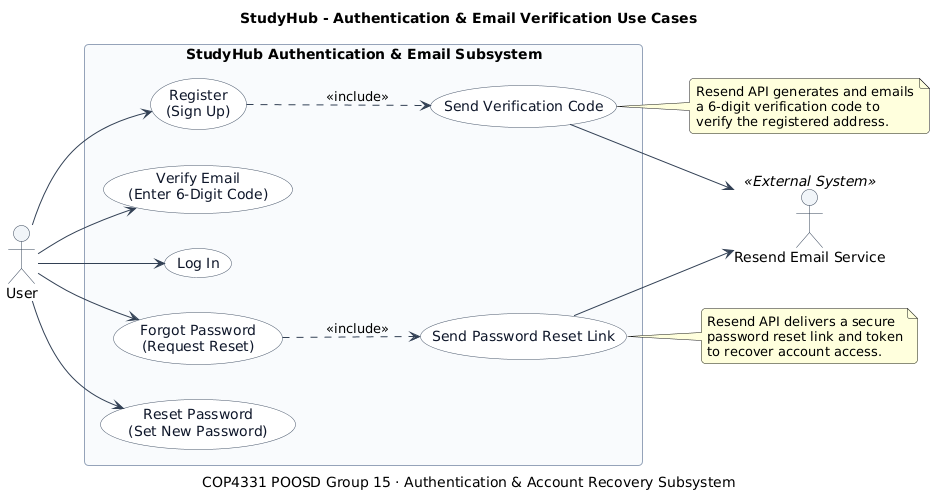 StudyHub - Authentication & Email Verification Use Cases
StudyHub Authentication & Email Subsystem
Register
(Sign Up)
«include»
Send Verification Code
Resend API generates and emails
a 6-digit verification code to
verify the registered address.
Verify Email
(Enter 6-Digit Code)
«External System»
Resend Email Service
User
Log In
Forgot Password
(Request Reset)
«include»
Send Password Reset Link
Resend API delivers a secure
password reset link and token
to recover account access.
Reset Password
(Set New Password)
COP4331 POOSD Group 15 · Authentication & Account Recovery Subsystem